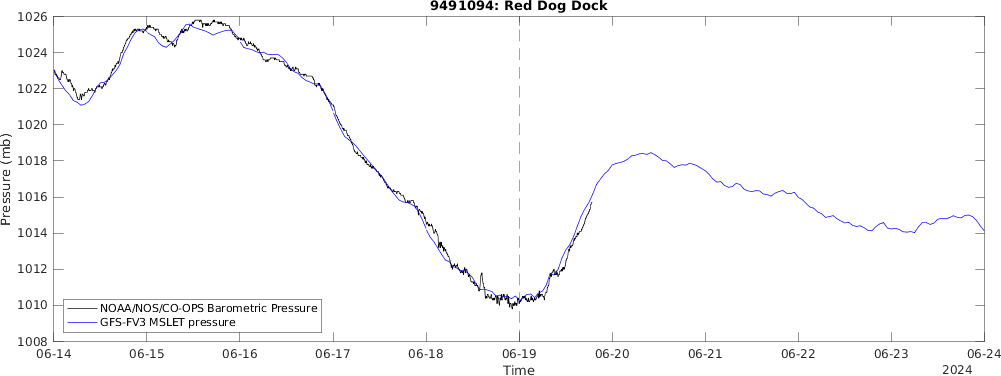 9491094: Red Dog Dock
1026
1024
1022
1020
1018
1016
1014
1012
1010
1008
Pressure (mb)
NOAA/NOS/CO-OPS Barometric Pressure
GFS-FV3 MSLET pressure
06-14 06-15 06-16 06-17 06-18 06-19 06-20 06-21 06-22 06-23 06-24
Time
2024